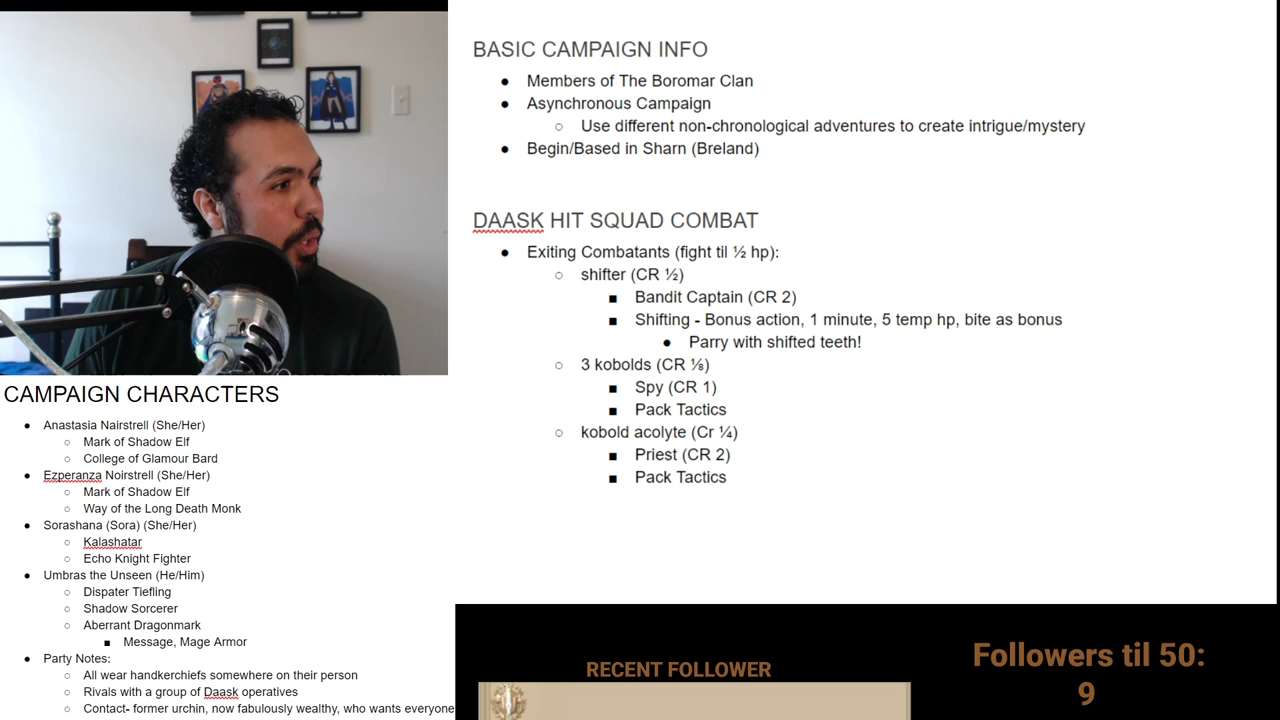 BASIC CAMPAIGN INFO
● Members of The Boromar Clan
● Asynchronous Campaign
○ Use different non-chronological adventures to create intrigue/mystery
● Begin/Based in Sharn (Breland)
DAASK HIT SQUAD COMBAT
● Exiting Combatants (fight til ½ hp):
○ shifter (CR ½)
■ Bandit Captain (CR 2)
■ Shifting - Bonus action, 1 minute, 5 temp hp, bite as bonus
● Parry with shifted teeth!
○ 3 kobolds (CR ⅛)
■ Spy (CR 1)
■ Pack Tactics
○ kobold acolyte (Cr ¼)
■ Priest (CR 2)
■ Pack Tactics
CAMPAIGN CHARACTERS
● Anastasia Nairstrell (She/Her)
○ Mark of Shadow Elf
○ College of Glamour Bard
● Ezperanza Noirstrell (She/Her)
○ Mark of Shadow Elf
○ Way of the Long Death Monk
● Sorashana (Sora) (She/Her)
○ Kalashatar
○ Echo Knight Fighter
● Umbras the Unseen (He/Him)
○ Dispater Tiefling
○ Shadow Sorcerer
○ Aberrant Dragonmark
■ Message, Mage Armor
● Party Notes:
○ All wear handkerchiefs somewhere on their person
○ Rivals with a group of Daask operatives
○ Contact- former urchin, now fabulously wealthy, who wants everyone
RECENT FOLLOWER
Followers til 50:
9